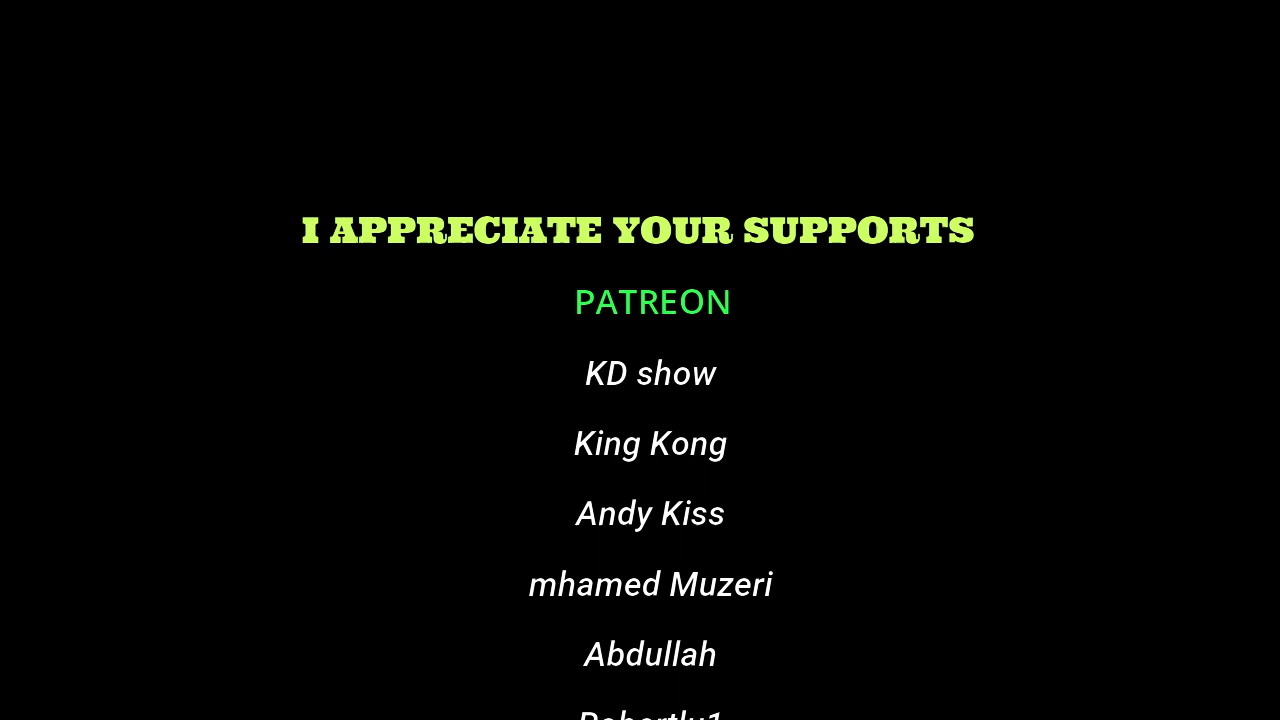 I APPRECIATE YOUR SUPPORTS
PATREON
KD show
King Kong
Andy Kiss
mhamed Muzeri
Abdullah